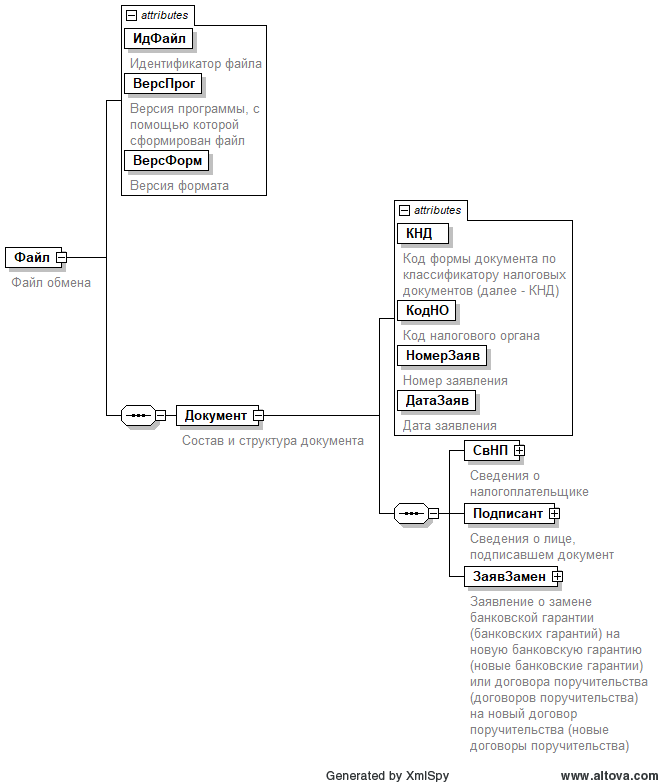 attributes
ИдФайл
Идентификатор файла
ВерсПрог
Версия программы, с
помощью которой
сформирован файл
ВерсФорм
Версия формата
Файл
Файл обмена
Документ
Состав и структура документа
attributes
КНД
Код формы документа по
классификатору налоговых
документов (далее - КНД)
КодНО
Код налогового органа
НомерЗаяв
Номер заявления
ДатаЗаяв
Дата заявления
СвНП
Сведения о
налогоплательщике
Подписант
Сведения о лице,
подписавшем документ
ЗаявЗамен
Заявление о замене
банковской гарантии
(банковских гарантий) на
новую банковскую гарантию
(новые банковские гарантии)
или договора поручительства
(договоров поручительства)
на новый договор
поручительства (новые
договоры поручительства)
Generated by XmlSpy
www.altova.com